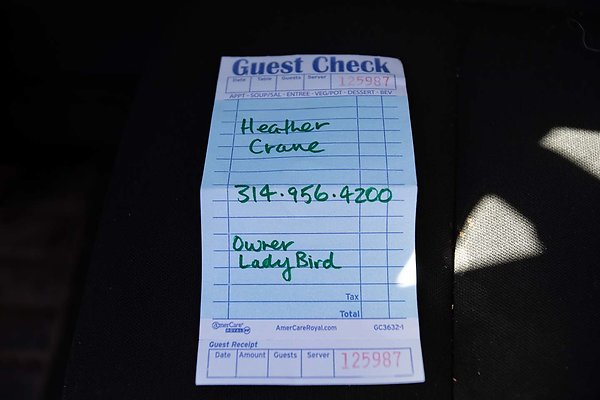 Guest Check
Date Table Guests Server 125987
APPT - SOUP/SAL - ENTREE - VEG/POT - DESSERT - BEV
Heather
Crane
314.956.4200
Owner
LadyBird
Tax
Total
AmerCare® ROYAL AmerCareRoyal.com GC3632-1
Guest Receipt
Date Amount Guests Server 125987